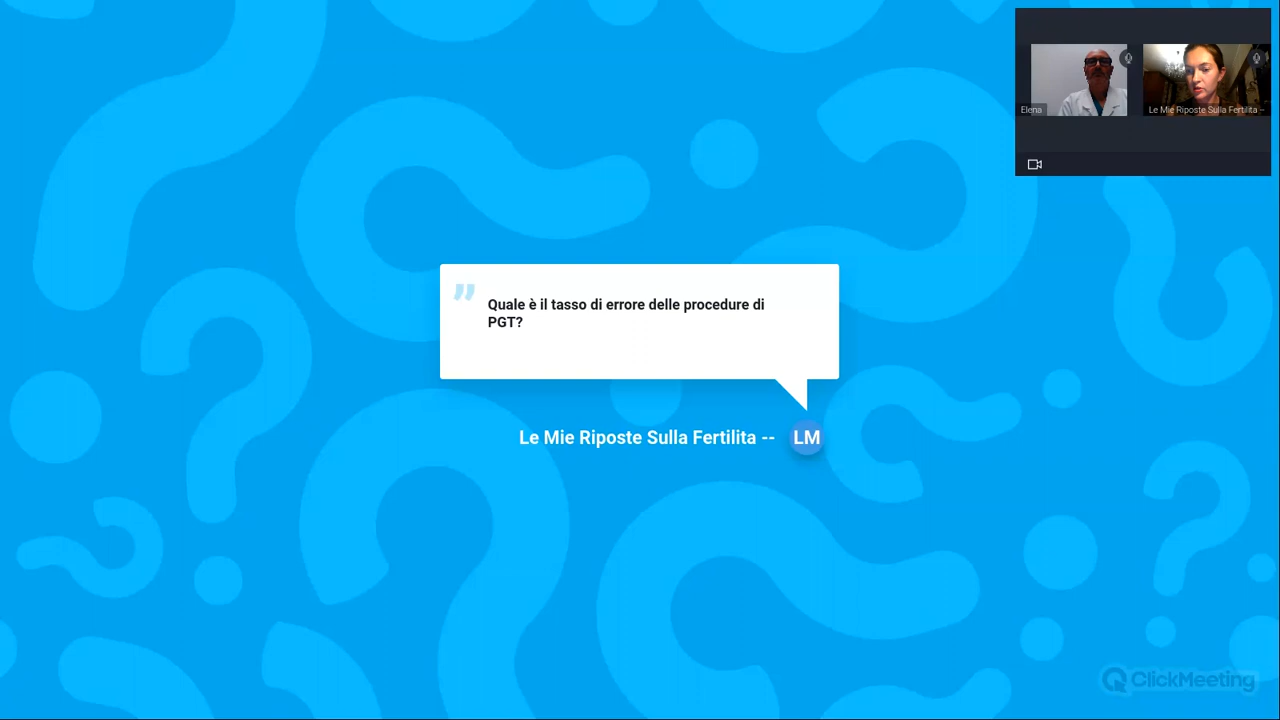 Elena
Le Mie Riposte Sulla Fertilita --
”
Quale è il tasso di errore delle procedure di
PGT?
Le Mie Riposte Sulla Fertilita --
LM
ClickMeeting